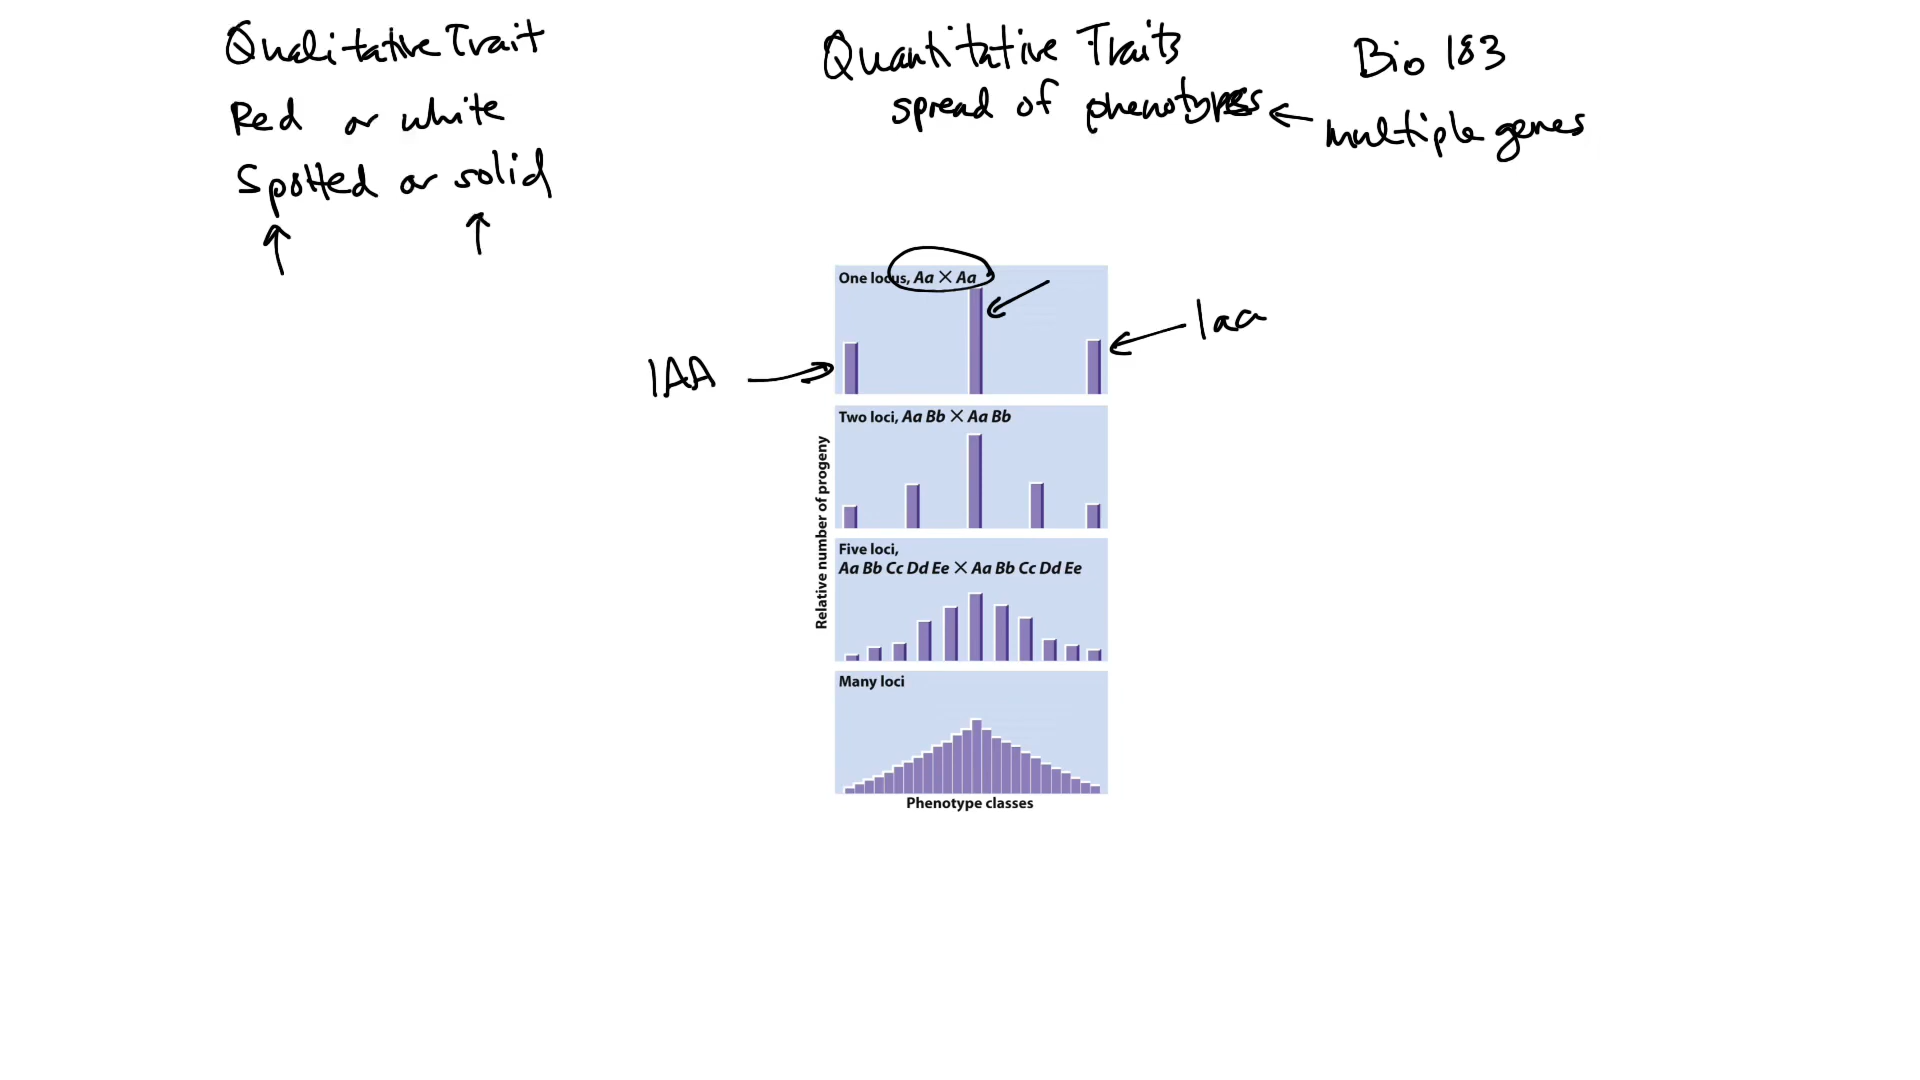 Qualitative Trait
Red or white
Spotted or solid
Quantitative Traits
spread of phenotypes
Bio 183
multiple genes
One locus, Aa × Aa
1AA
1aa
Two loci, Aa Bb × Aa Bb
Five loci,
Aa Bb Cc Dd Ee × Aa Bb Cc Dd Ee
Many loci
Relative number of progeny
Phenotype classes